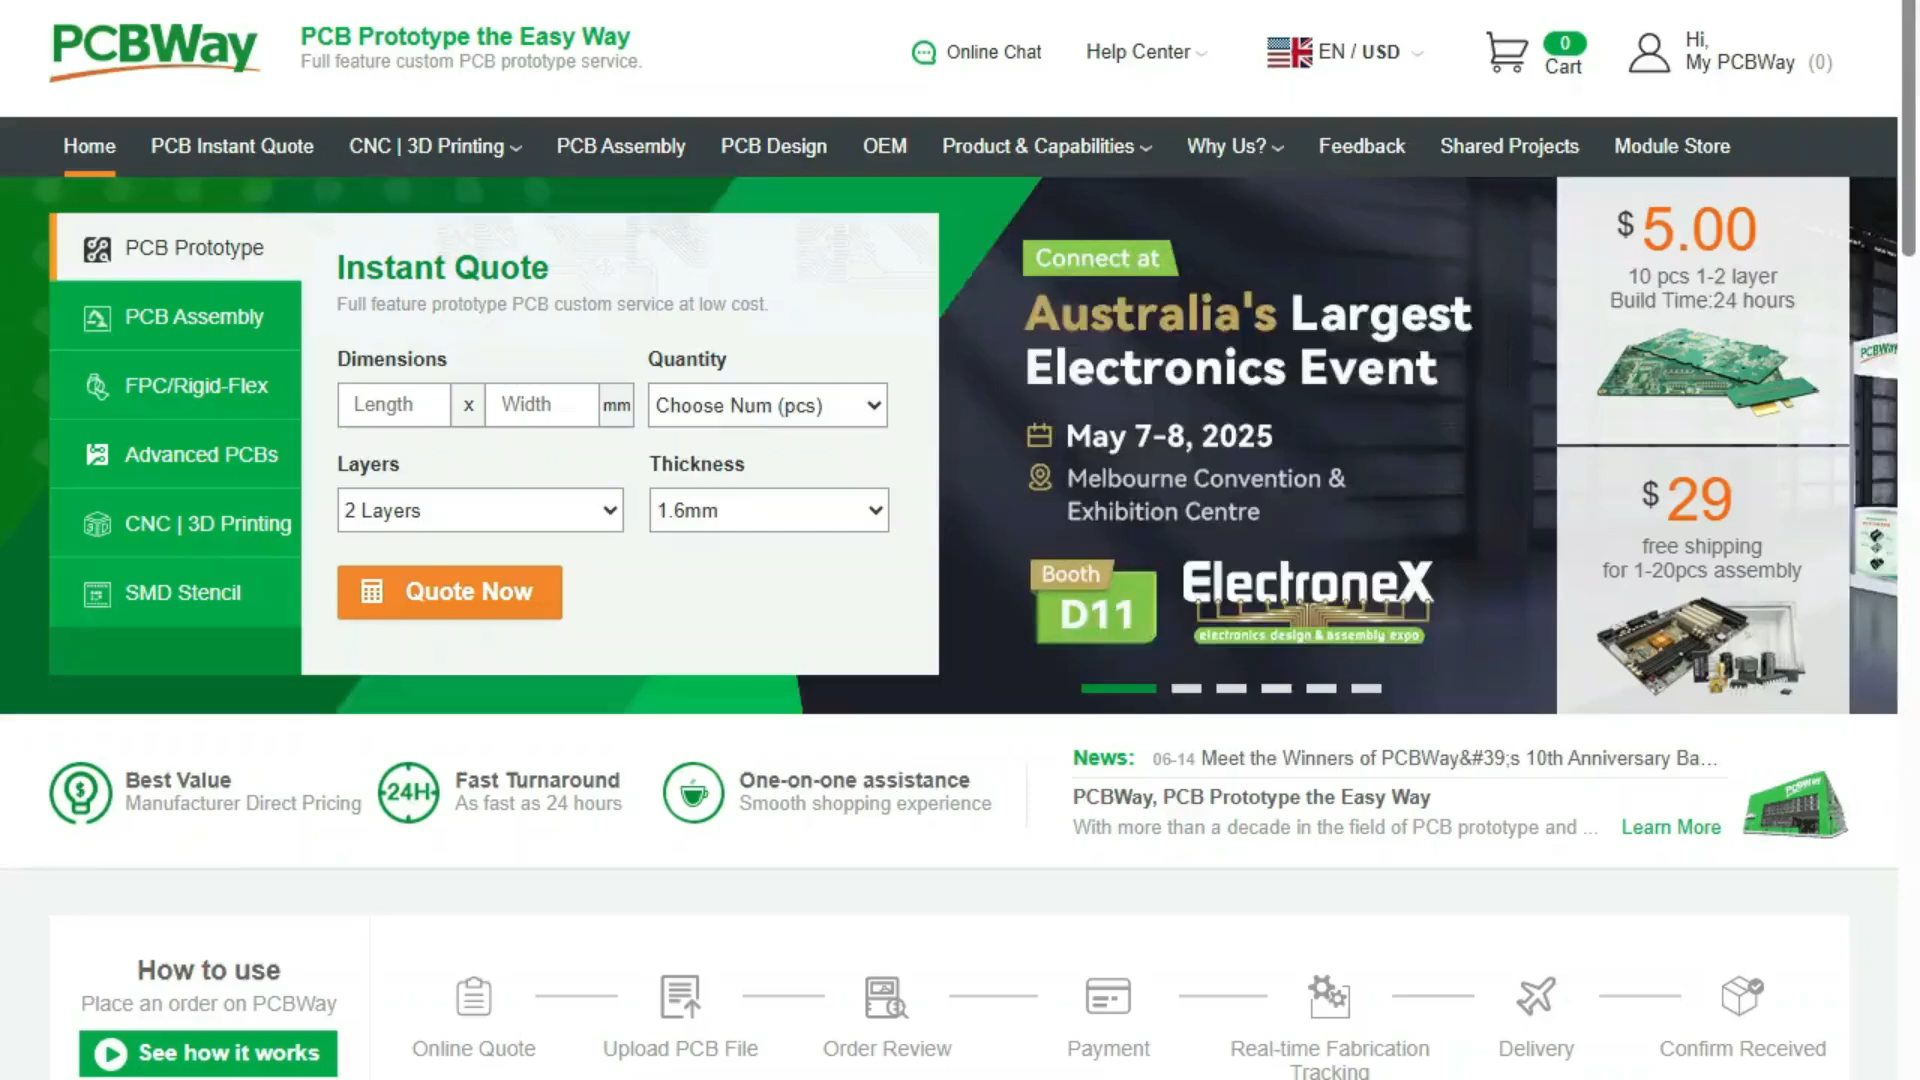 PCBWay
PCB Prototype the Easy Way
Full feature custom PCB prototype service.
Online Chat
Help Center
EN / USD
0
Cart
Hi,
My PCBWay (0)
Home
PCB Instant Quote
CNC | 3D Printing
PCB Assembly
PCB Design
OEM
Product & Capabilities
Why Us?
Feedback
Shared Projects
Module Store
PCB Prototype
PCB Assembly
FPC/Rigid-Flex
Advanced PCBs
CNC | 3D Printing
SMD Stencil
Instant Quote
Full feature prototype PCB custom service at low cost.
Dimensions
Quantity
Length x Width mm
Choose Num (pcs)
Layers
Thickness
2 Layers
1.6mm
Quote Now
Connect at
Australia's Largest
Electronics Event
May 7-8, 2025
Melbourne Convention &
Exhibition Centre
Booth
D11
ElectroneX
electronics design & assembly expo
$ 5.00
10 pcs 1-2 layer
Build Time:24 hours
$ 29
free shipping
for 1-20pcs assembly
PCBWay
Best Value
Manufacturer Direct Pricing
24H
Fast Turnaround
As fast as 24 hours
One-on-one assistance
Smooth shopping experience
News: 06-14 Meet the Winners of PCBWay&#39;s 10th Anniversary Ba...
PCBWay, PCB Prototype the Easy Way
With more than a decade in the field of PCB prototype and ... Learn More
PCBWay
How to use
Place an order on PCBWay
See how it works
Online Quote
Upload PCB File
Order Review
Payment
Real-time Fabrication
Tracking
Delivery
Confirm Received